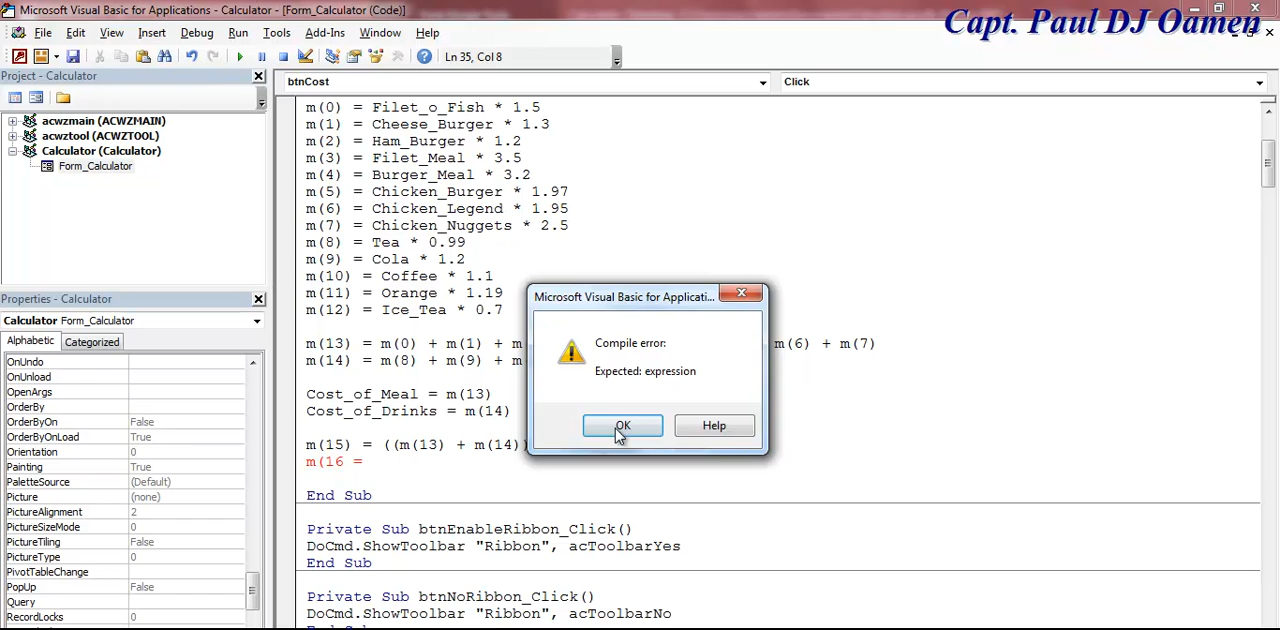 Microsoft Visual Basic for Applications - Calculator - [Form_Calculator (Code)]
Capt. Paul DJ Oamen
File Edit View Insert Format Debug Run Tools Add-Ins Window Help
Ln 35, Col 8
Project - Calculator
btnCost
Click
acwzmain (ACWZMAIN)
acwztool (ACWZTOOL)
Calculator (Calculator)
Form_Calculator
Properties - Calculator
Calculator Form_Calculator
Alphabetic Categorized
OnUndo
OnUnload
OpenArgs
OrderBy
OrderByOn False
OrderByOnLoad True
Orientation 0
Painting True
PaletteSource (Default)
Picture (none)
PictureAlignment 2
PictureSizeMode 0
PictureTiling False
PictureType 0
PivotTableChange
PopUp False
Query
RecordLocks 0
m(0) = Filet_o_Fish * 1.5
m(1) = Cheese_Burger * 1.3
m(2) = Ham_Burger * 1.2
m(3) = Filet_Meal * 3.5
m(4) = Burger_Meal * 3.2
m(5) = Chicken_Burger * 1.97
m(6) = Chicken_Legend * 1.95
m(7) = Chicken_Nuggets * 2.5
m(8) = Tea * 0.99
m(9) = Cola * 1.2
m(10) = Coffee * 1.1
m(11) = Orange * 1.19
m(12) = Ice_Tea * 0.7
m(13) = m(0) + m(1) + m m(6) + m(7)
m(14) = m(8) + m(9) + m
Cost_of_Meal = m(13)
Cost_of_Drinks = m(14)
m(15) = ((m(13) + m(14))
m(16 =
End Sub
Private Sub btnEnableRibbon_Click()
DoCmd.ShowToolbar "Ribbon", acToolbarYes
End Sub
Private Sub btnNoRibbon_Click()
DoCmd.ShowToolbar "Ribbon", acToolbarNo
Microsoft Visual Basic for Applicati...
Compile error:
Expected: expression
OK
Help